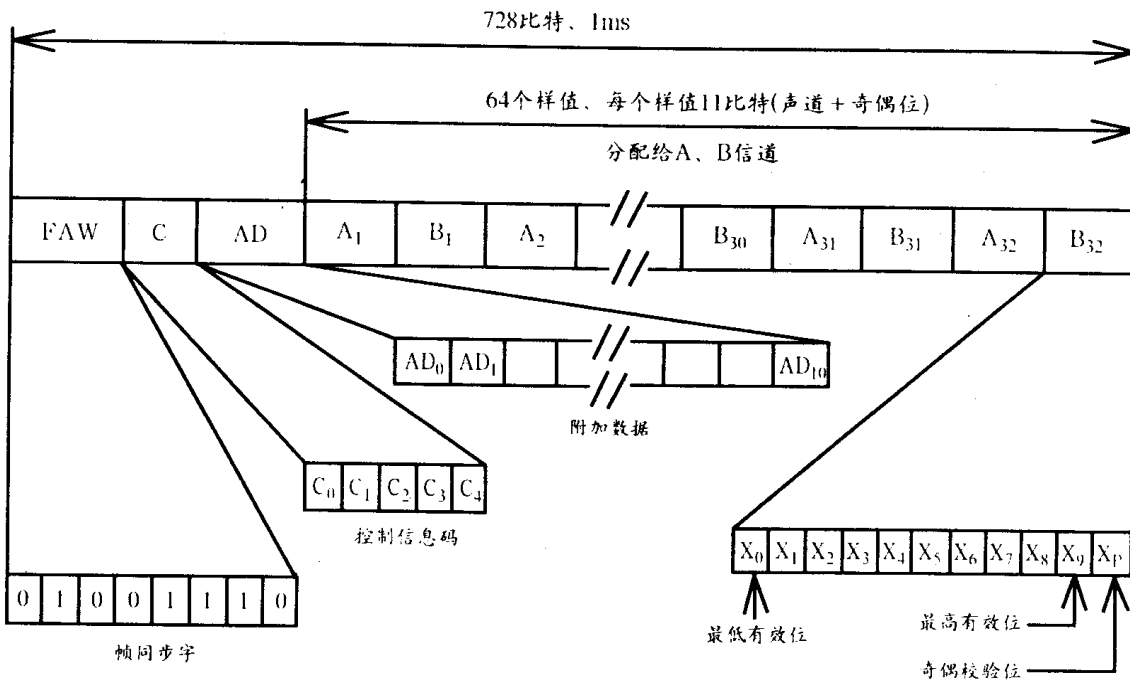 728比特、1ms
64个样值、每个样值11比特(声道+奇偶位)
分配给A、B信道
FAW C AD A1 B1 A2 B30 A31 B31 A32 B32
AD0 AD1 AD10
附加数据
C0 C1 C2 C3 C4
控制信息码
X0 X1 X2 X3 X4 X5 X6 X7 X8 X9 XP
0 1 0 0 1 1 1 0
最低有效位
最高有效位
帧同步字
奇偶校验位